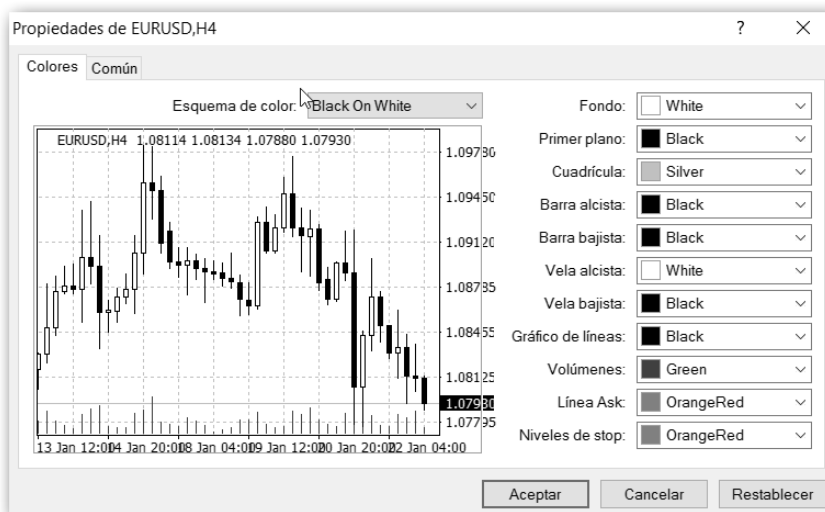 Propiedades de EURUSD,H4 ?
Colores Común
Esquema de color: Black On White
EURUSD,H4 1.08114 1.08134 1.07880 1.07930
1.09780
1.09450
1.09120
1.08785
1.08455
1.08125
1.07930
1.07795
13 Jan 12:00 14 Jan 20:00 18 Jan 04:00 19 Jan 12:00 20 Jan 20:00 22 Jan 04:00
Fondo: White
Primer plano: Black
Cuadrícula: Silver
Barra alcista: Black
Barra bajista: Black
Vela alcista: White
Vela bajista: Black
Gráfico de líneas: Black
Volúmenes: Green
Línea Ask: OrangeRed
Niveles de stop: OrangeRed
Aceptar Cancelar Restablecer